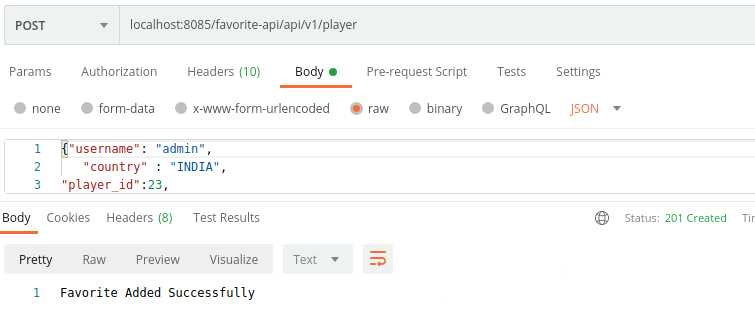 POST localhost:8085/favorite-api/api/v1/player
Params Authorization Headers (10) Body Pre-request Script Tests Settings
none form-data x-www-form-urlencoded raw binary GraphQL JSON
1 {"username": "admin",
2 "country" : "INDIA",
3 "player_id":23,
Body Cookies Headers (8) Test Results Status: 201 Created
Pretty Raw Preview Visualize Text
1 Favorite Added Successfully